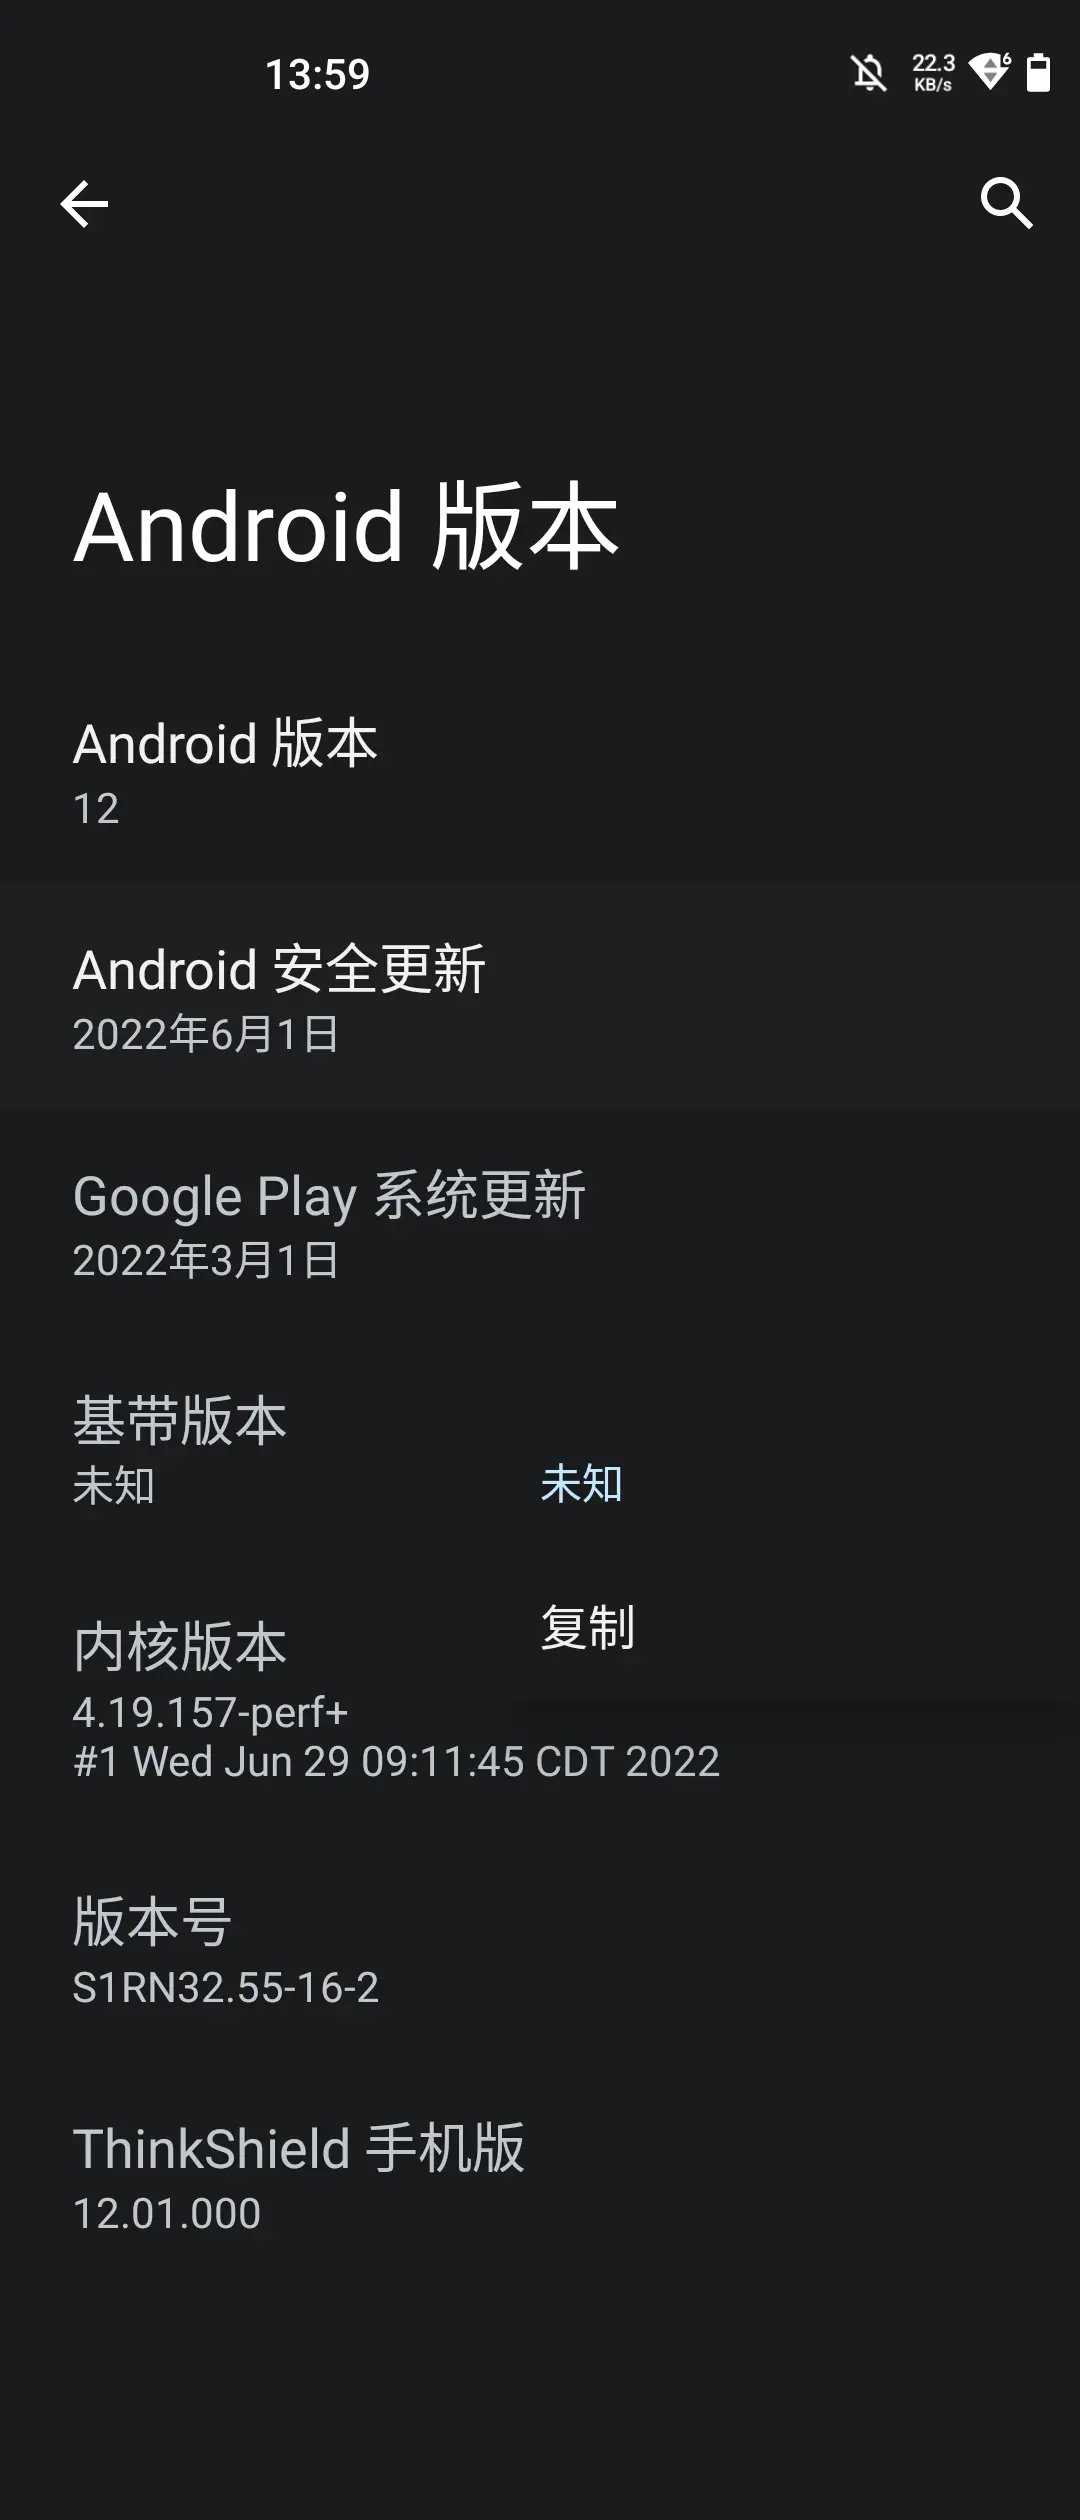 13:59
22.3
KB/s
6
Android 版本
Android 版本
12
Android 安全更新
2022年6月1日
Google Play 系统更新
2022年3月1日
基带版本
未知
未知
复制
内核版本
4.19.157-perf+
#1 Wed Jun 29 09:11:45 CDT 2022
版本号
S1RN32.55-16-2
ThinkShield 手机版
12.01.000